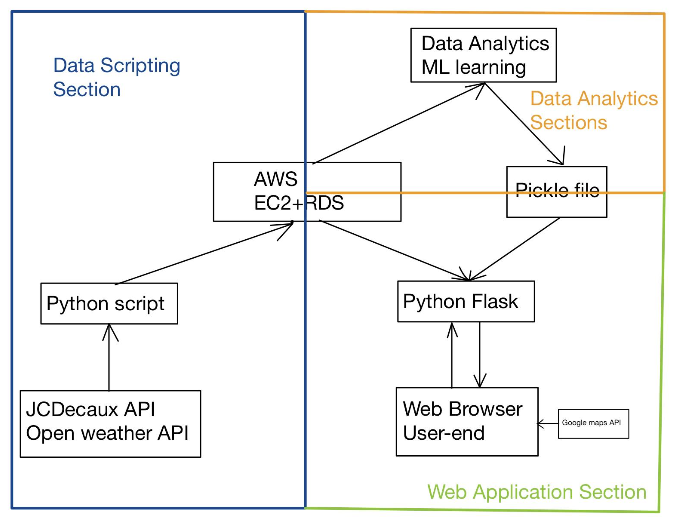 Data Scripting
Section
Data Analytics
ML learning
Data Analytics
Sections
AWS
EC2+RDS
Pickle file
Python script
Python Flask
JCDecaux API
Open weather API
Web Browser
User-end
Google maps API
Web Application Section